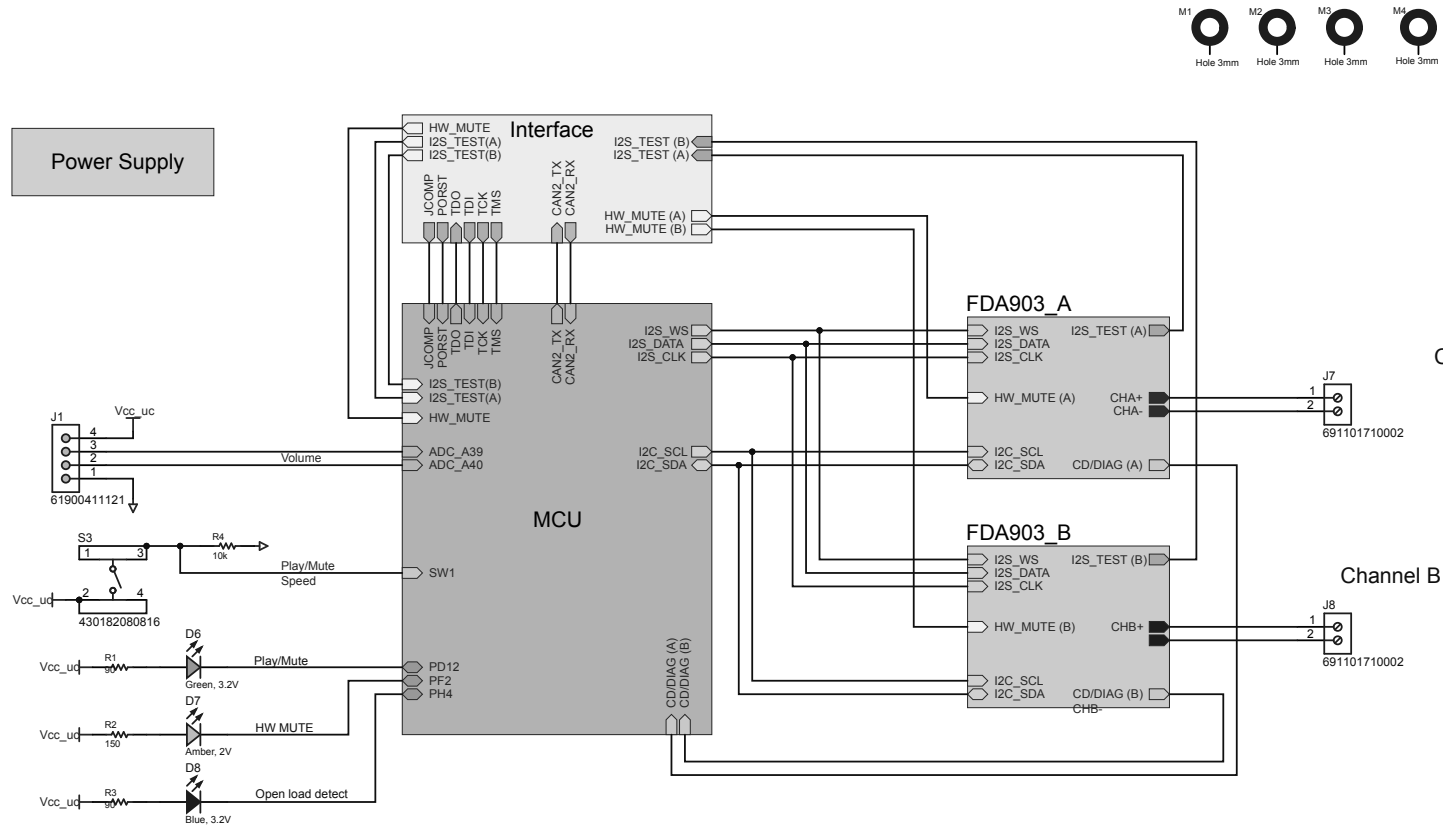 M1
M2
M3
M4
Hole 3mm
Hole 3mm
Hole 3mm
Hole 3mm
Power Supply
Interface
HW_MUTE
I2S_TEST(A)
I2S_TEST(B)
JCOMP
PORST
TDO
TDI
TCK
TMS
CAN2_TX
CAN2_RX
I2S_TEST (B)
I2S_TEST (A)
HW_MUTE (A)
HW_MUTE (B)
MCU
JCOMP
PORST
TDO
TDI
TCK
TMS
CAN2_TX
CAN2_RX
I2S_TEST(B)
I2S_TEST(A)
HW_MUTE
ADC_A39
ADC_A40
SW1
PD12
PF2
PH4
I2S_WS
I2S_DATA
I2S_CLK
I2C_SCL
I2C_SDA
CD/DIAG (A)
CD/DIAG (B)
FDA903_A
I2S_WS
I2S_DATA
I2S_CLK
HW_MUTE (A)
I2C_SCL
I2C_SDA
I2S_TEST (A)
CHA+
CHA-
CD/DIAG (A)
C
J7
1
2
691101710002
FDA903_B
I2S_WS
I2S_DATA
I2S_CLK
HW_MUTE (B)
I2C_SCL
I2C_SDA
I2S_TEST (B)
CHB+
CD/DIAG (B)
CHB-
Channel B
J8
1
2
691101710002
J1
Vcc_uc
4
3
2
1
Volume
61900411121
S3
1
3
R4
10k
Play/Mute
Speed
Vcc_uc
2
4
430182080816
D6
Vcc_uc
R1
90
Play/Mute
Green, 3.2V
D7
Vcc_uc
R2
150
HW MUTE
Amber, 2V
D8
Vcc_uc
R3
90
Open load detect
Blue, 3.2V